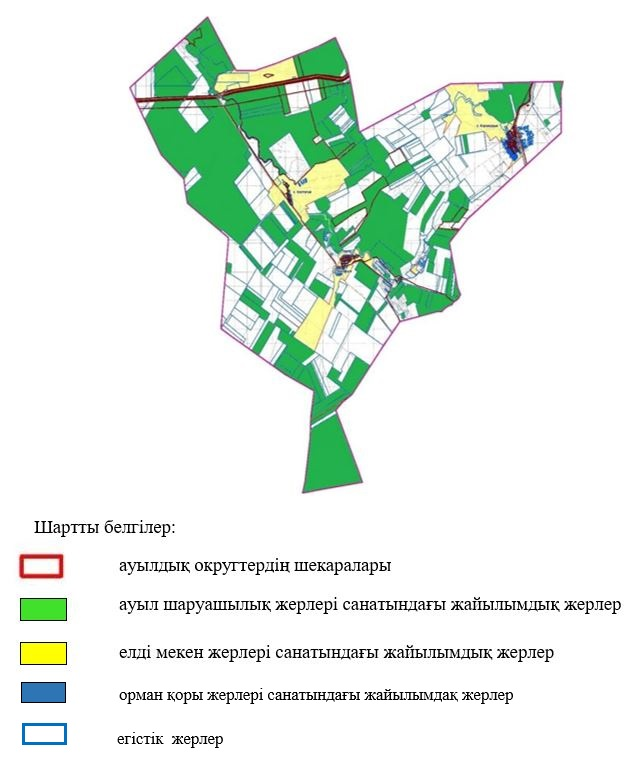 Шартты белгілер:
ауылдық округтердің шекаралары
ауыл шаруашылық жерлері санатындағы жайылымдық жерлер
елді мекен жерлері санатындағы жайылымдық жерлер
орман қоры жерлері санатындағы жайылымдақ жерлер
егістік жерлер